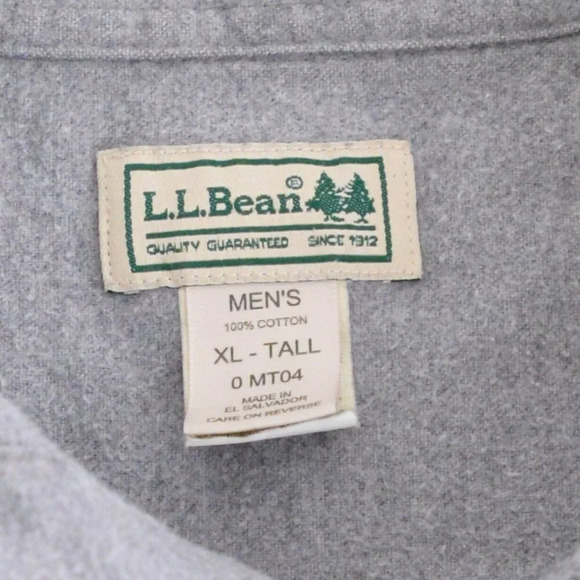 L.L.Bean®
QUALITY GUARANTEED SINCE 1912
MEN'S
100% COTTON
XL - TALL
0 MT04
MADE IN
EL SALVADOR
CARE ON REVERSE